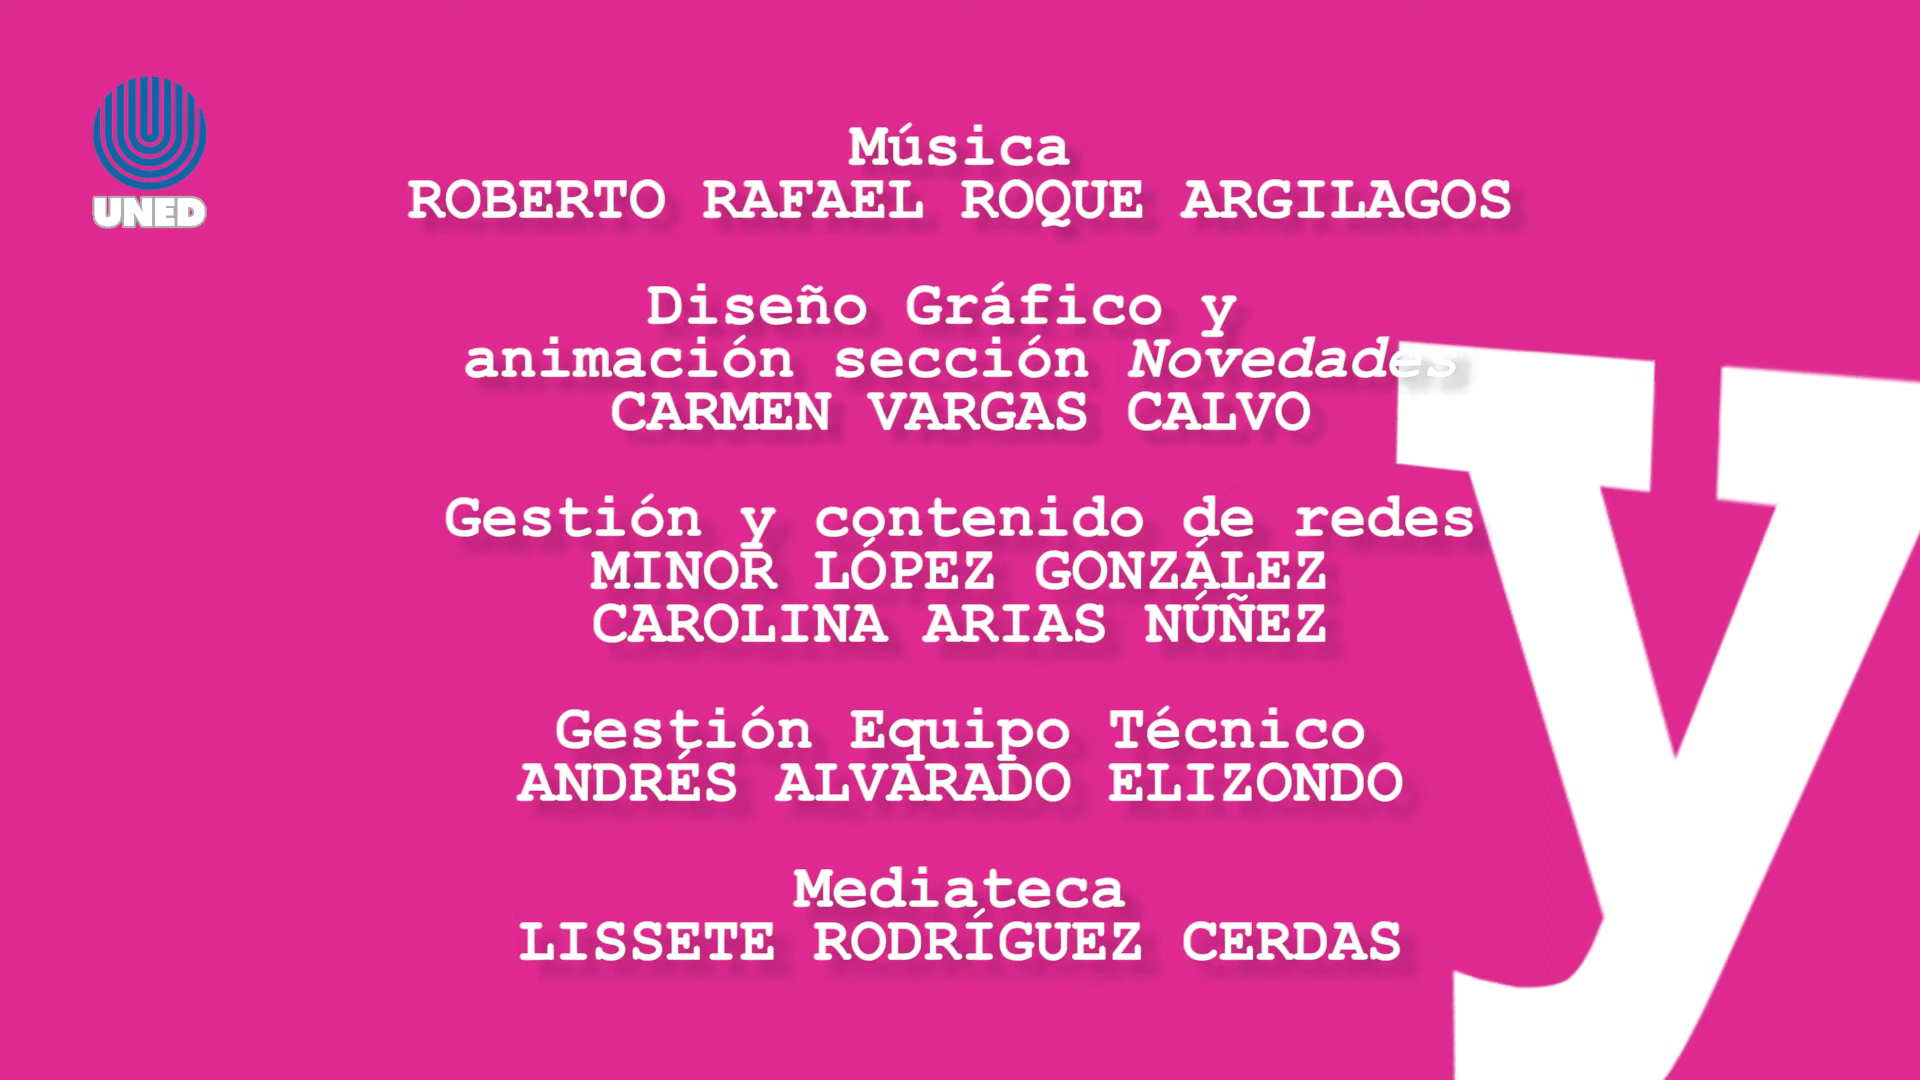 UNED
Música
ROBERTO RAFAEL ROQUE ARGILAGOS
Diseño Gráfico y
animación sección Novedades
CARMEN VARGAS CALVO
Gestión y contenido de redes
MINOR LÓPEZ GONZÁLEZ
CAROLINA ARIAS NÚÑEZ
Gestión Equipo Técnico
ANDRÉS ALVARADO ELIZONDO
Mediateca
LISSETE RODRÍGUEZ CERDAS
y